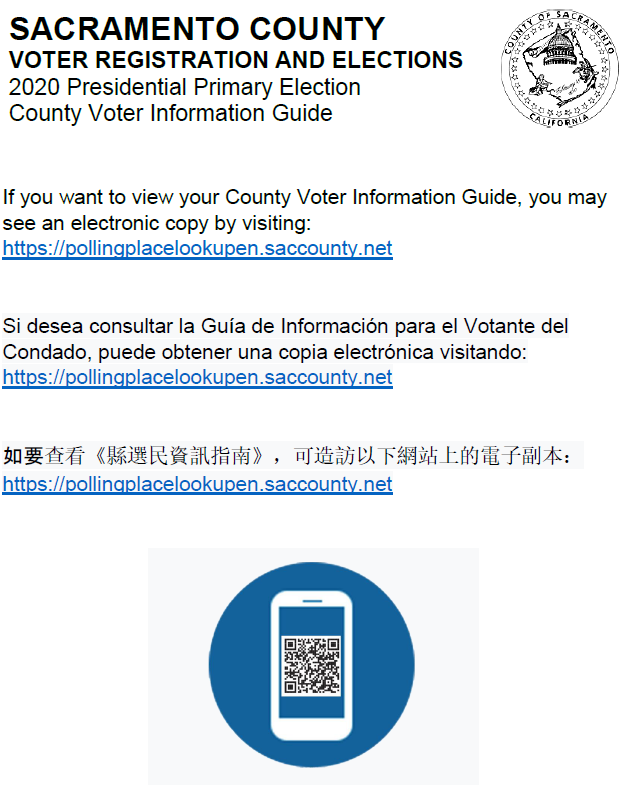 SACRAMENTO COUNTY
VOTER REGISTRATION AND ELECTIONS
2020 Presidential Primary Election
County Voter Information Guide
COUNTY OF SACRAMENTO
CALIFORNIA
If you want to view your County Voter Information Guide, you may
see an electronic copy by visiting:
https://pollingplacelookupen.saccounty.net
Si desea consultar la Guía de Información para el Votante del
Condado, puede obtener una copia electrónica visitando:
https://pollingplacelookupen.saccounty.net
如要查看《縣選民資訊指南》，可造訪以下網站上的電子副本：
https://pollingplacelookupen.saccounty.net